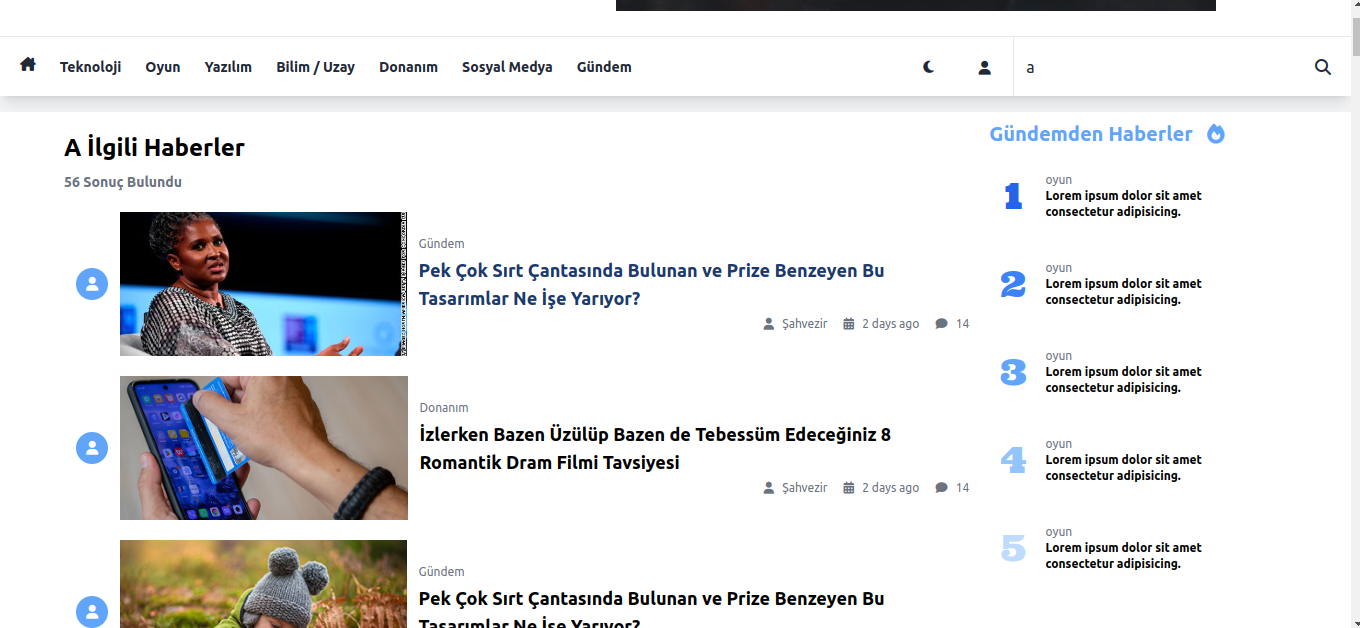 Teknoloji Oyun Yazılım Bilim / Uzay Donanım Sosyal Medya Gündem a
A İlgili Haberler
56 Sonuç Bulundu
Gündem
Pek Çok Sırt Çantasında Bulunan ve Prize Benzeyen Bu
Tasarımlar Ne İşe Yarıyor?
Şahvezir 2 days ago 14
Donanım
İzlerken Bazen Üzülüp Bazen de Tebessüm Edeceğiniz 8
Romantik Dram Filmi Tavsiyesi
Şahvezir 2 days ago 14
Gündem
Pek Çok Sırt Çantasında Bulunan ve Prize Benzeyen Bu
Tasarımlar Ne İşe Yarıyor?
Gündemden Haberler
1
oyun
Lorem ipsum dolor sit amet
consectetur adipisicing.
2
oyun
Lorem ipsum dolor sit amet
consectetur adipisicing.
3
oyun
Lorem ipsum dolor sit amet
consectetur adipisicing.
4
oyun
Lorem ipsum dolor sit amet
consectetur adipisicing.
5
oyun
Lorem ipsum dolor sit amet
consectetur adipisicing.